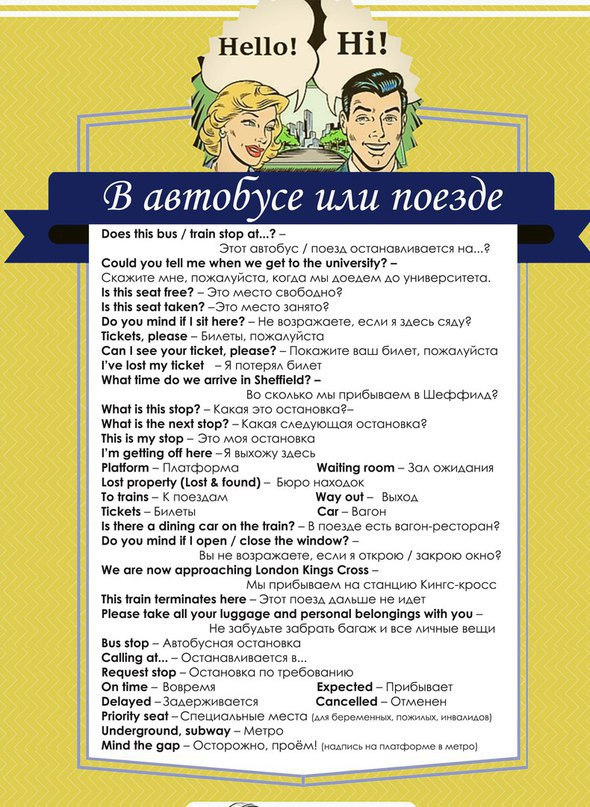 Hello! Hi!
В автобусе или поезде
Does this bus / train stop at...? –
Этот автобус / поезд останавливается на...?
Could you tell me when we get to the university? –
Скажите мне, пожалуйста, когда мы доедем до университета.
Is this seat free? – Это место свободно?
Is this seat taken? –Это место занято?
Do you mind if I sit here? – Не возражаете, если я здесь сяду?
Tickets, please – Билеты, пожалуйста
Can I see your ticket, please? – Покажите ваш билет, пожалуйста
I've lost my ticket – Я потерял билет
What time do we arrive in Sheffield? –
Во сколько мы прибываем в Шеффилд?
What is this stop? – Какая это остановка?–
What is the next stop? – Какая следующая остановка?
This is my stop – Это моя остановка
I'm getting off here –Я выхожу здесь
Platform – Платформа Waiting room – Зал ожидания
Lost property (Lost & found) – Бюро находок
To trains – К поездам Way out – Выход
Tickets – Билеты Car – Вагон
Is there a dining car on the train? – В поезде есть вагон-ресторан?
Do you mind if I open / close the window? –
Вы не возражаете, если я открою / закрою окно?
We are now approaching London Kings Cross –
Мы прибываем на станцию Кингс-кросс
This train terminates here – Этот поезд дальше не идет
Please take all your luggage and personal belongings with you –
Не забудьте забрать багаж и все личные вещи
Bus stop – Автобусная остановка
Calling at... – Останавливается в...
Request stop – Остановка по требованию
On time – Вовремя Expected – Прибывает
Delayed – Задерживается Cancelled – Отменен
Priority seat – Специальные места (для беременных, пожилых, инвалидов)
Underground, subway – Метро
Mind the gap – Осторожно, проём! (надпись на платформе в метро)